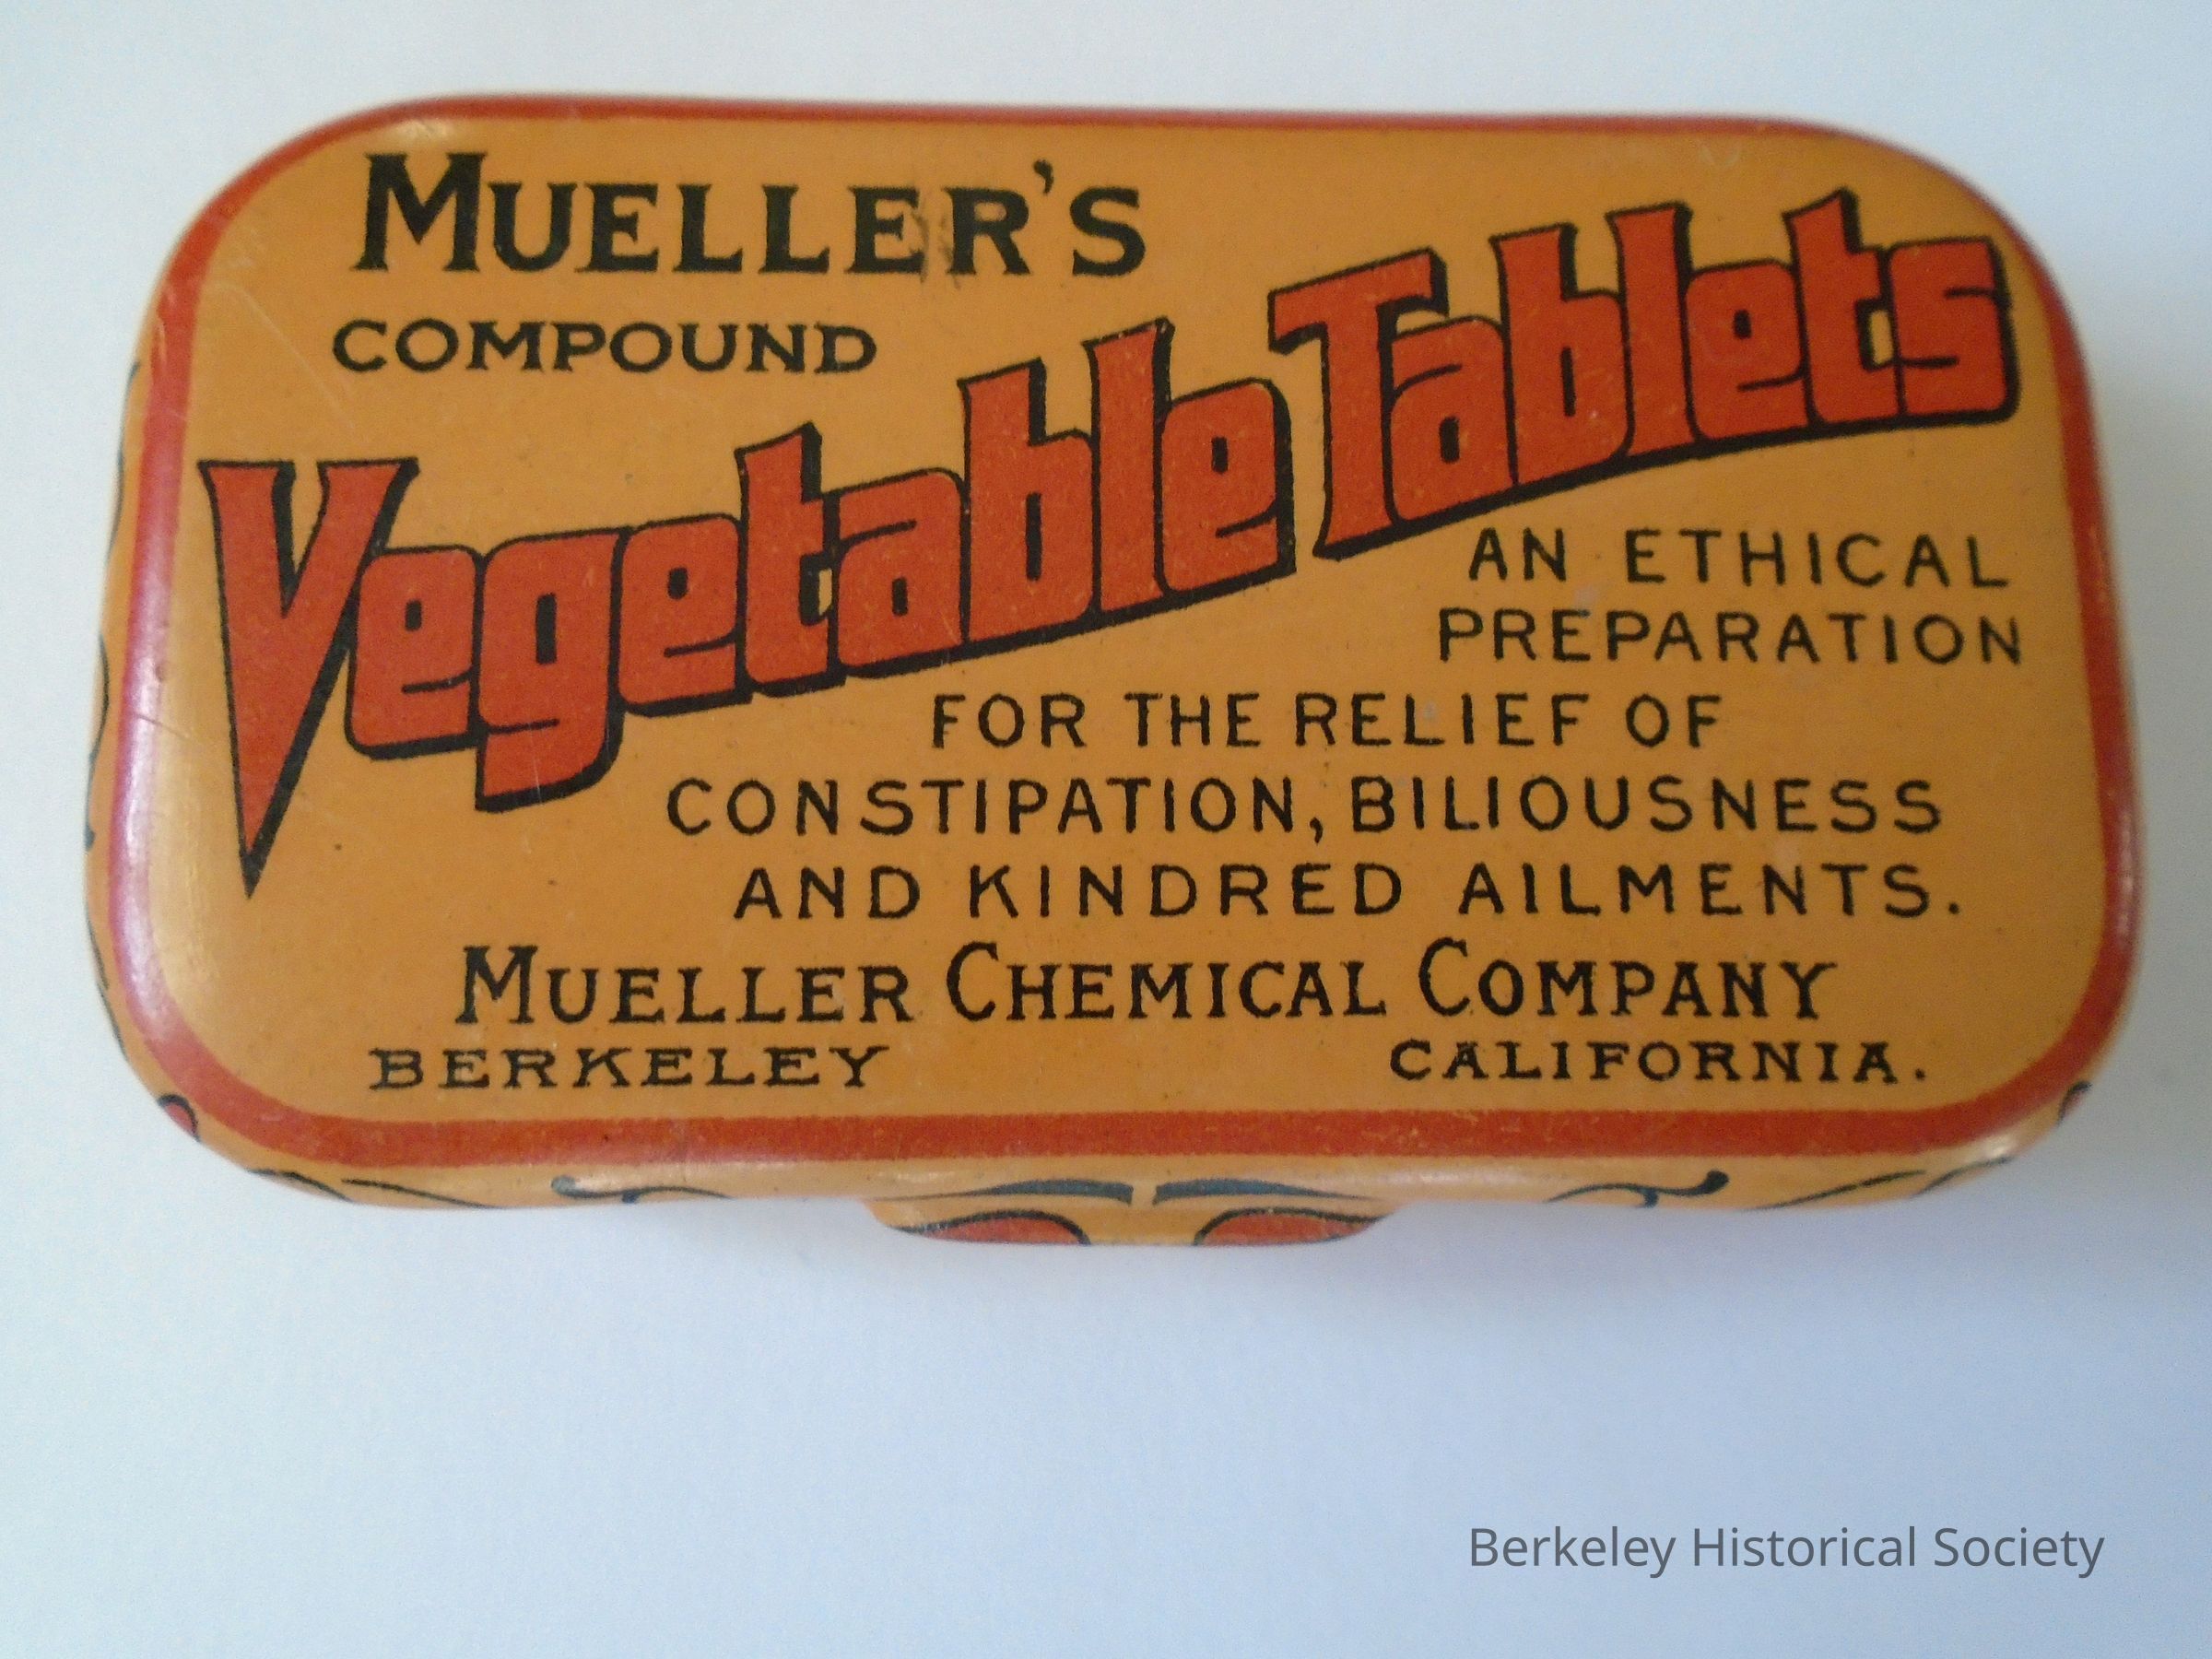 MUELLER'S
COMPOUND
Vegetable Tablets
AN ETHICAL
PREPARATION
FOR THE RELIEF OF
CONSTIPATION, BILIOUSNESS
AND KINDRED AILMENTS.
MUELLER CHEMICAL COMPANY
BERKELEY CALIFORNIA.
Berkeley Historical Society